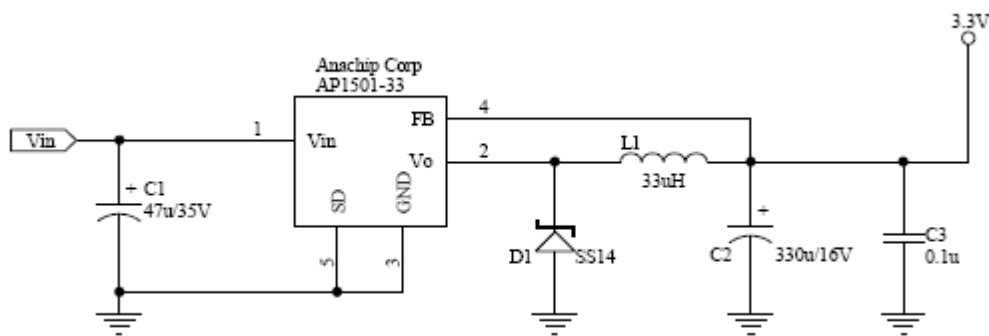 3.3V
Anachip Corp
AP1501-33
Vin
1
Vin
FB
4
Vo
2
L1
33uH
SD
GND
5
3
+
C1
47u/35V
D1
SS14
+
C2
330u/16V
C3
0.1u